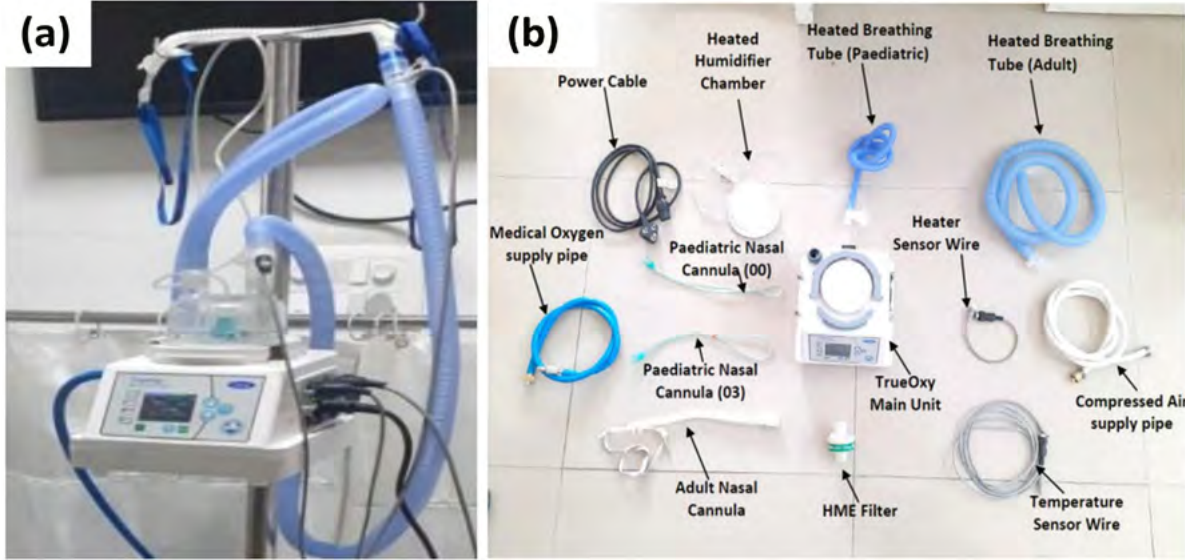 (a)
(b)
Power Cable
Heated
Humidifier
Chamber
Heated Breathing
Tube (Paediatric)
Heated Breathing
Tube (Adult)
Medical Oxygen
supply pipe
Paediatric Nasal
Cannula (00)
Heater
Sensor Wire
Paediatric Nasal
Cannula (03)
TrueOxy
Main Unit
Compressed Air
supply pipe
Adult Nasal
Cannula
HME Filter
Temperature
Sensor Wire